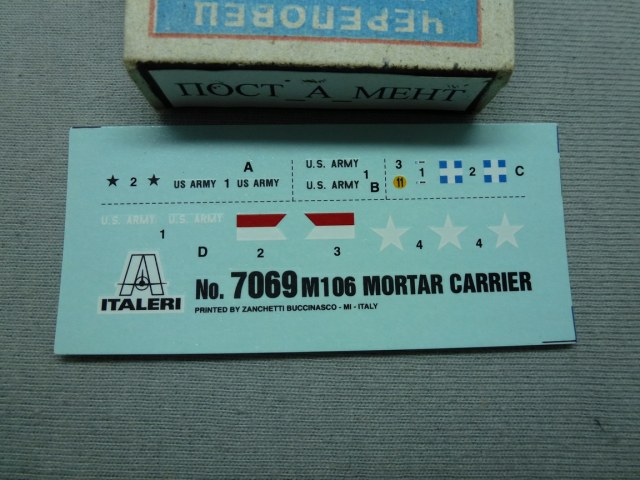 ЧЕРЕПОВЕЦ
ПОСТ_А_МЕНТ
★ 2 ★ US ARMY 1 US ARMY A
U.S. ARMY 1
U.S. ARMY B
3 1 2 C
11
U.S. ARMY U.S. ARMY
1 D 2 3 4 4
ITALERI
No. 7069 M106 MORTAR CARRIER
PRINTED BY ZANCHETTI BUCCINASCO - MI - ITALY